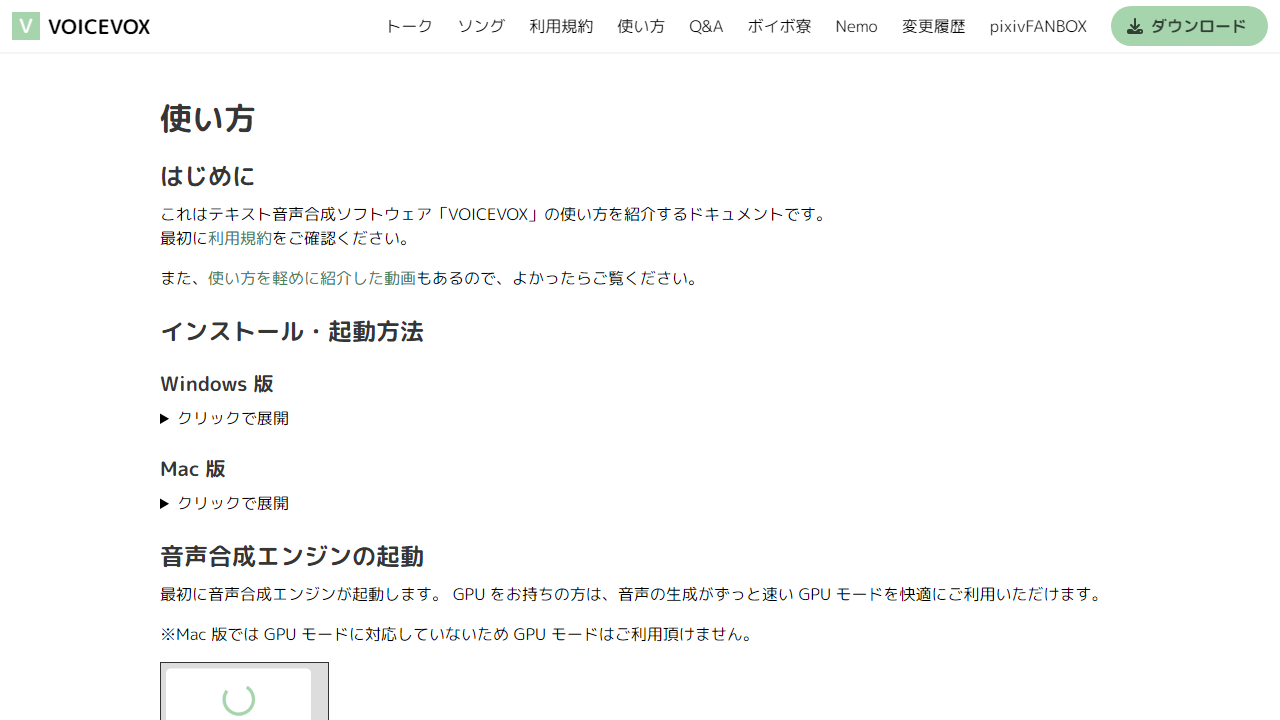 V VOICEVOX トーク ソング 利用規約 使い方 Q&A ボイボ寮 Nemo 変更履歴 pixivFANBOX ダウンロード
使い方
はじめに
これはテキスト音声合成ソフトウェア「VOICEVOX」の使い方を紹介するドキュメントです。
最初に利用規約をご確認ください。
また、使い方を軽めに紹介した動画もあるので、よかったらご覧ください。
インストール・起動方法
Windows 版
クリックで展開
Mac 版
クリックで展開
音声合成エンジンの起動
最初に音声合成エンジンが起動します。 GPU をお持ちの方は、音声の生成がずっと速い GPU モードを快適にご利用いただけます。
※Mac 版では GPU モードに対応していないため GPU モードはご利用頂けません。